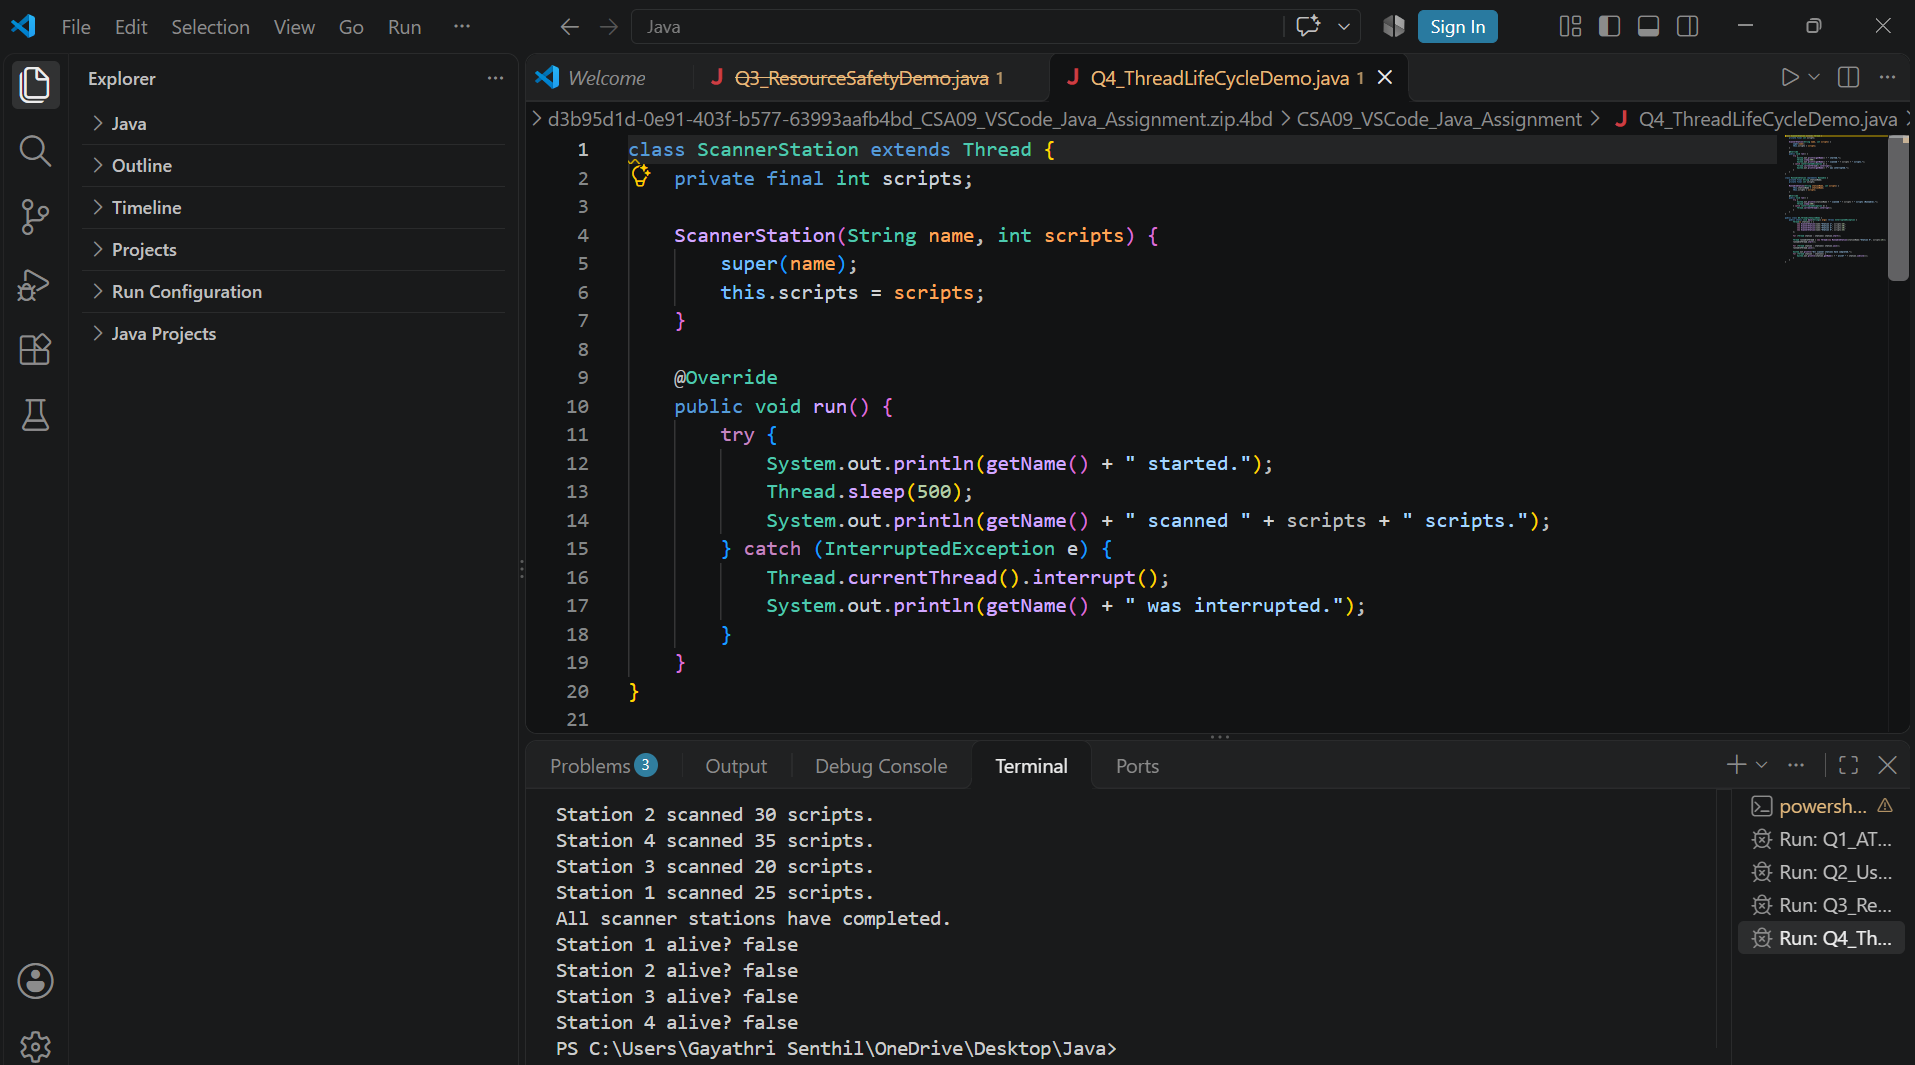 File Edit Selection View Go Run ···
Java
Sign In
Explorer
Java
Outline
Timeline
Projects
Run Configuration
Java Projects
Welcome
Q3_ResourceSafetyDemo.java 1
Q4_ThreadLifeCycleDemo.java 1
d3b95d1d-0e91-403f-b577-63993aafb4bd_CSA09_VSCode_Java_Assignment.zip.4bd > CSA09_VSCode_Java_Assignment > Q4_ThreadLifeCycleDemo.java
1 class ScannerStation extends Thread {
2 private final int scripts;
3
4 ScannerStation(String name, int scripts) {
5 super(name);
6 this.scripts = scripts;
7 }
8
9 @Override
10 public void run() {
11 try {
12 System.out.println(getName() + " started.");
13 Thread.sleep(500);
14 System.out.println(getName() + " scanned " + scripts + " scripts.");
15 } catch (InterruptedException e) {
16 Thread.currentThread().interrupt();
17 System.out.println(getName() + " was interrupted.");
18 }
19 }
20 }
21
Problems 3 Output Debug Console Terminal Ports
Station 2 scanned 30 scripts.
Station 4 scanned 35 scripts.
Station 3 scanned 20 scripts.
Station 1 scanned 25 scripts.
All scanner stations have completed.
Station 1 alive? false
Station 2 alive? false
Station 3 alive? false
Station 4 alive? false
PS C:\Users\Gayathri Senthil\OneDrive\Desktop\Java>
powersh...
Run: Q1_AT...
Run: Q2_Us...
Run: Q3_Re...
Run: Q4_Th...